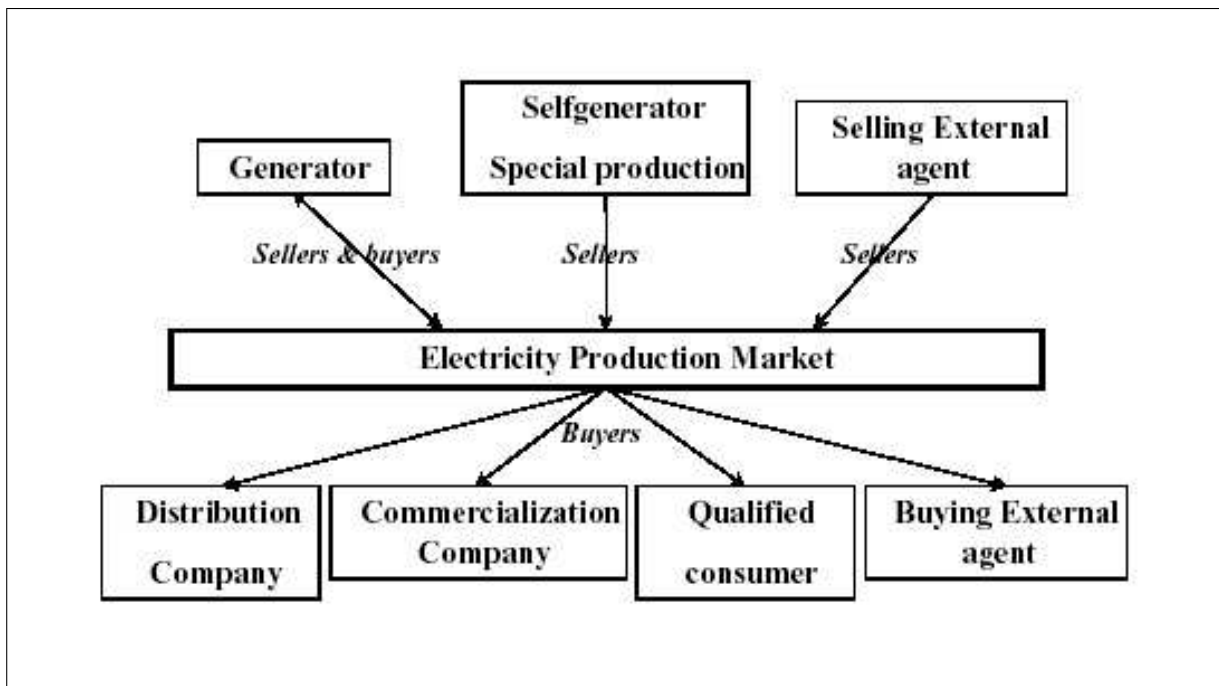 Generator
Selfgenerator
Special production
Selling External
agent
Sellers & buyers
Sellers
Sellers
Electricity Production Market
Buyers
Distribution
Company
Commercialization
Company
Qualified
consumer
Buying External
agent